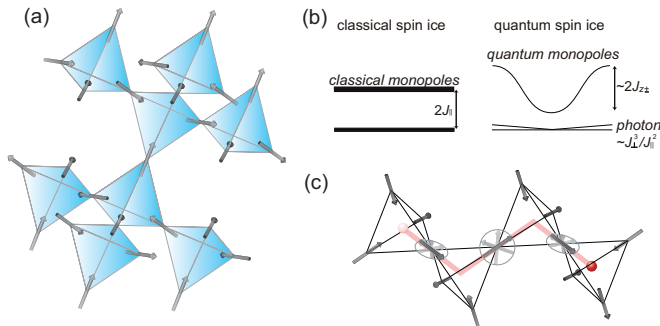 (a)
(b)
classical spin ice
quantum spin ice
classical monopoles
2J||
quantum monopoles
~2Jz±
photon
~J⊥³/J||²
(c)